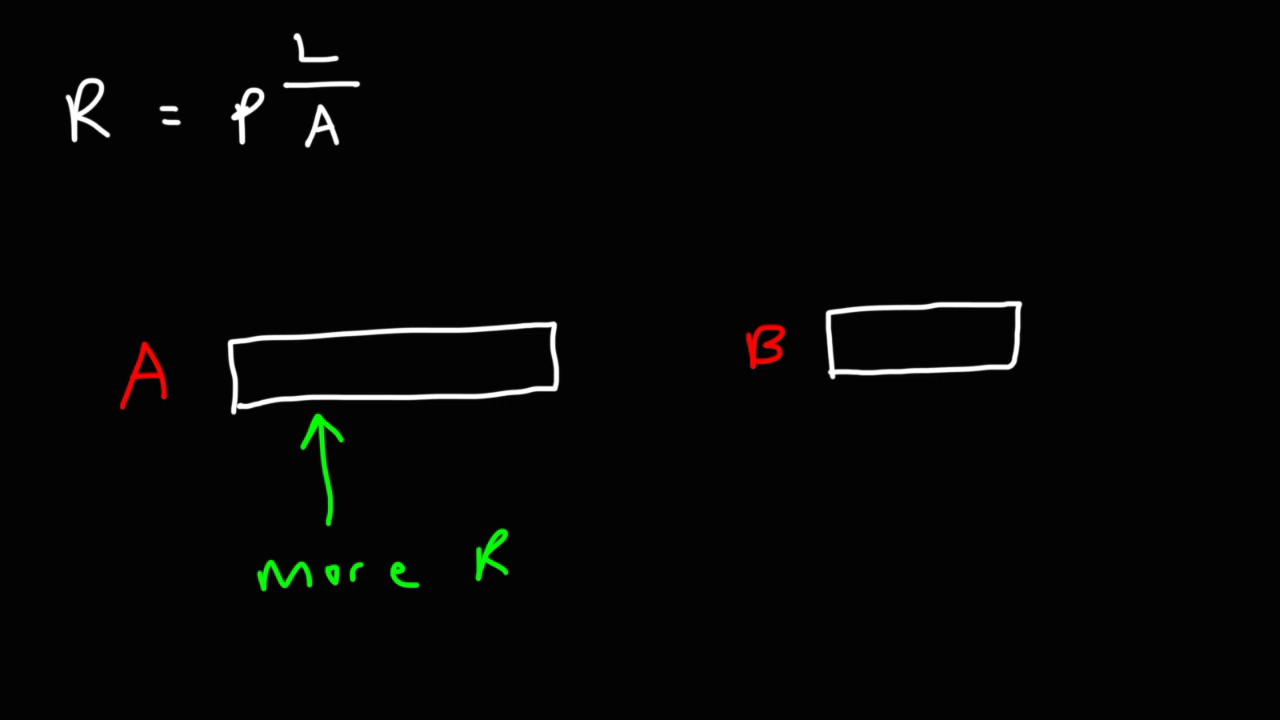 R = ρ L/A
A
B
more R